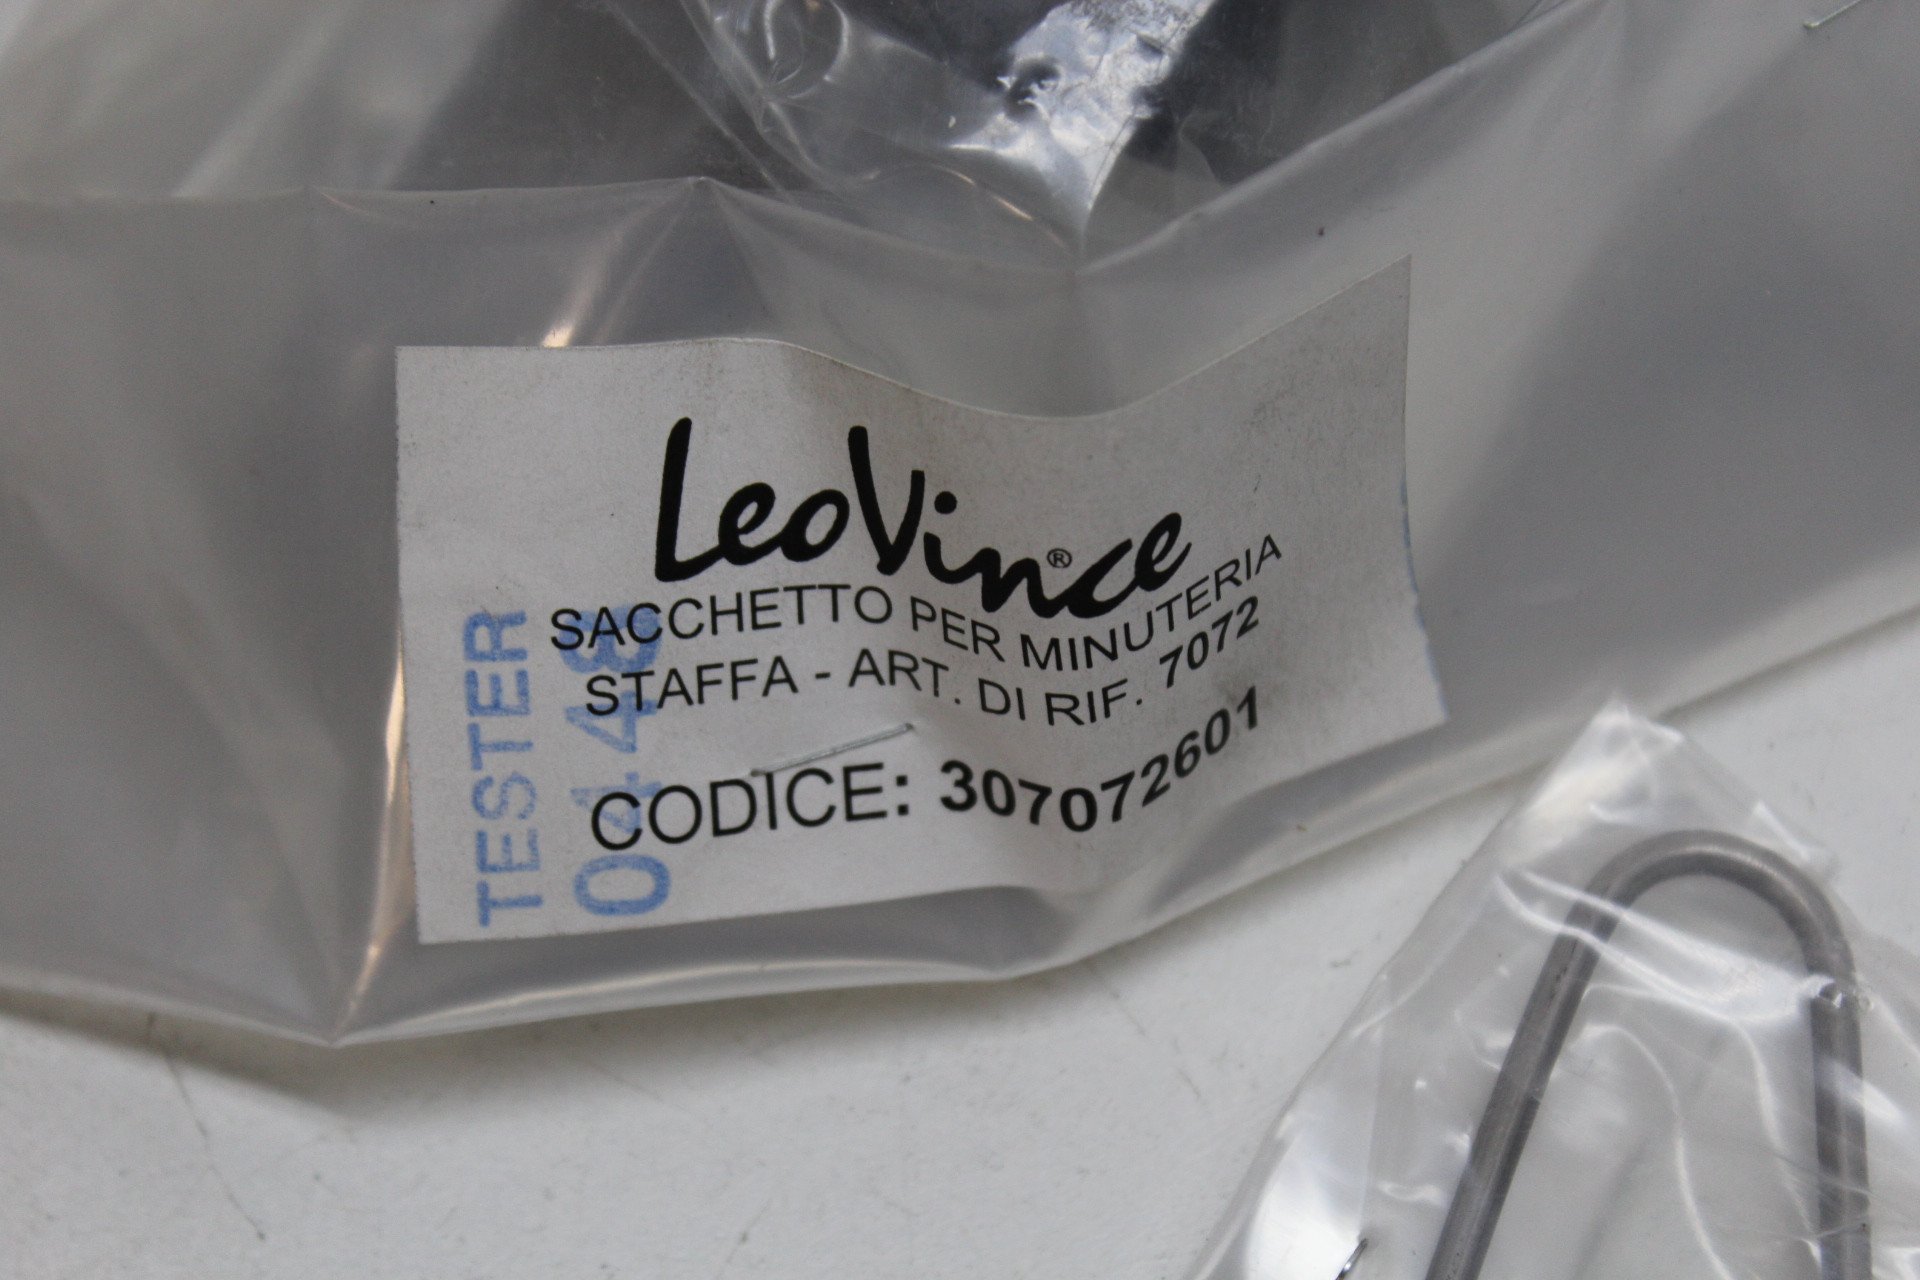 LeoVince®
SACCHETTO PER MINUTERIA
STAFFA - ART. DI RIF. 7072
CODICE: 307072601
TESTER
04 48